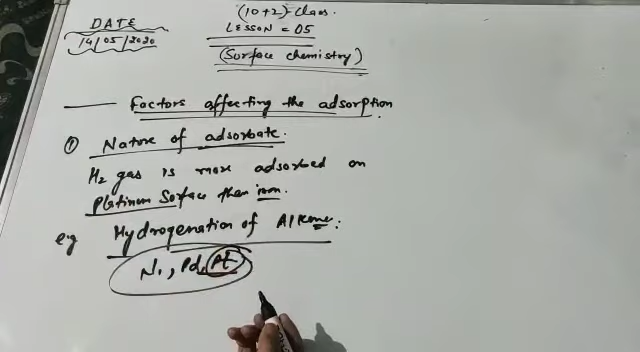 (10+2)-class.
DATE
LESSON = 05
14/05/2020
(Surface chemistry)
Factors affecting the adsorption
① Nature of adsorbate.
H₂ gas is more adsorbed on
Platinum Surface than iron.
eg Hydrogenation of Alkene:
Ni, Pd, Pt